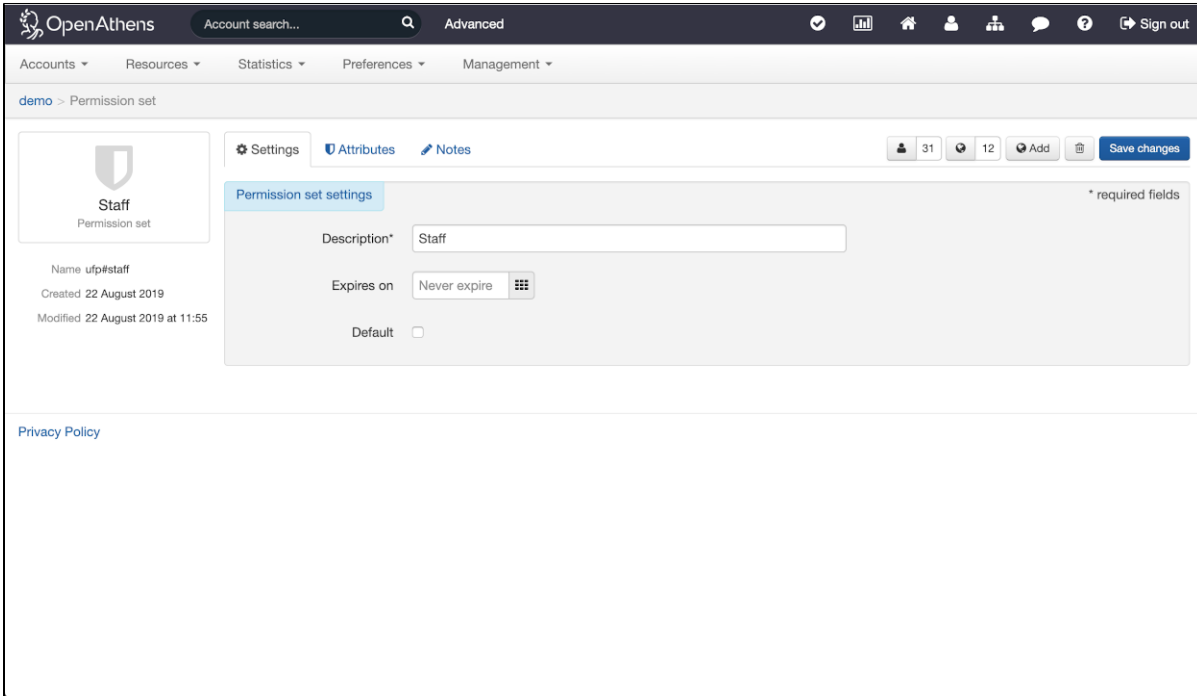 OpenAthens Account search... Advanced Sign out
Accounts Resources Statistics Preferences Management
demo > Permission set
Settings Attributes Notes 31 12 Add Save changes
Permission set settings * required fields
Staff
Permission set
Description* Staff
Name ufp#staff
Expires on Never expire
Created 22 August 2019
Modified 22 August 2019 at 11:55
Default
Privacy Policy